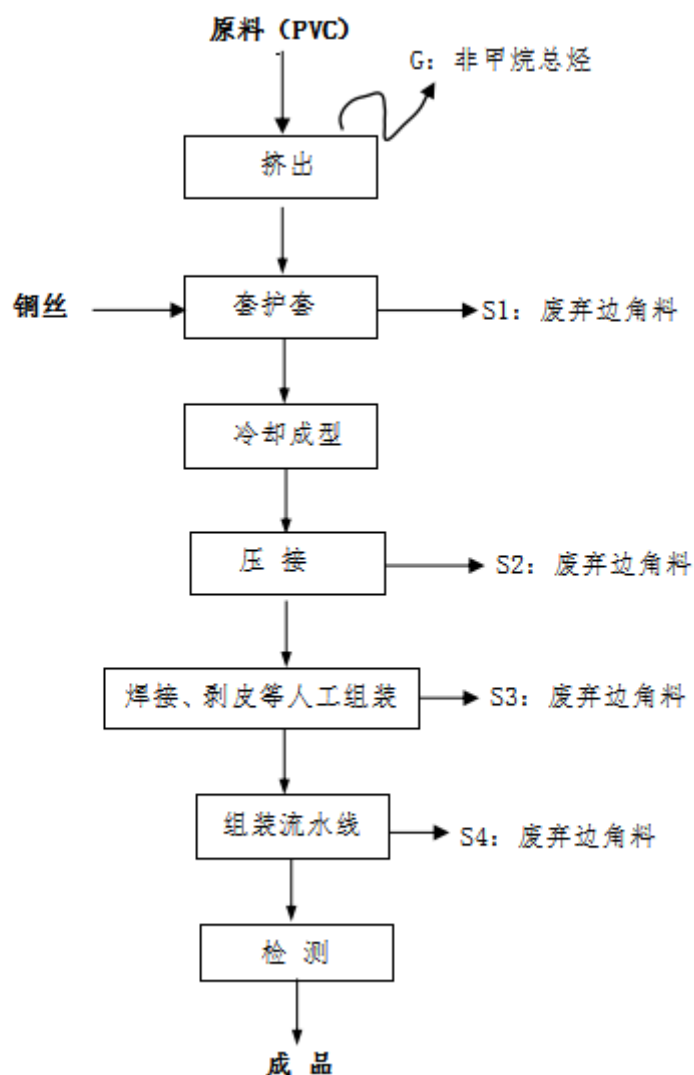 原料（PVC）
G：非甲烷总烃
挤出
钢丝
套护套
S1：废弃边角料
冷却成型
压 接
S2：废弃边角料
焊接、剥皮等人工组装
S3：废弃边角料
组装流水线
S4：废弃边角料
检 测
成 品